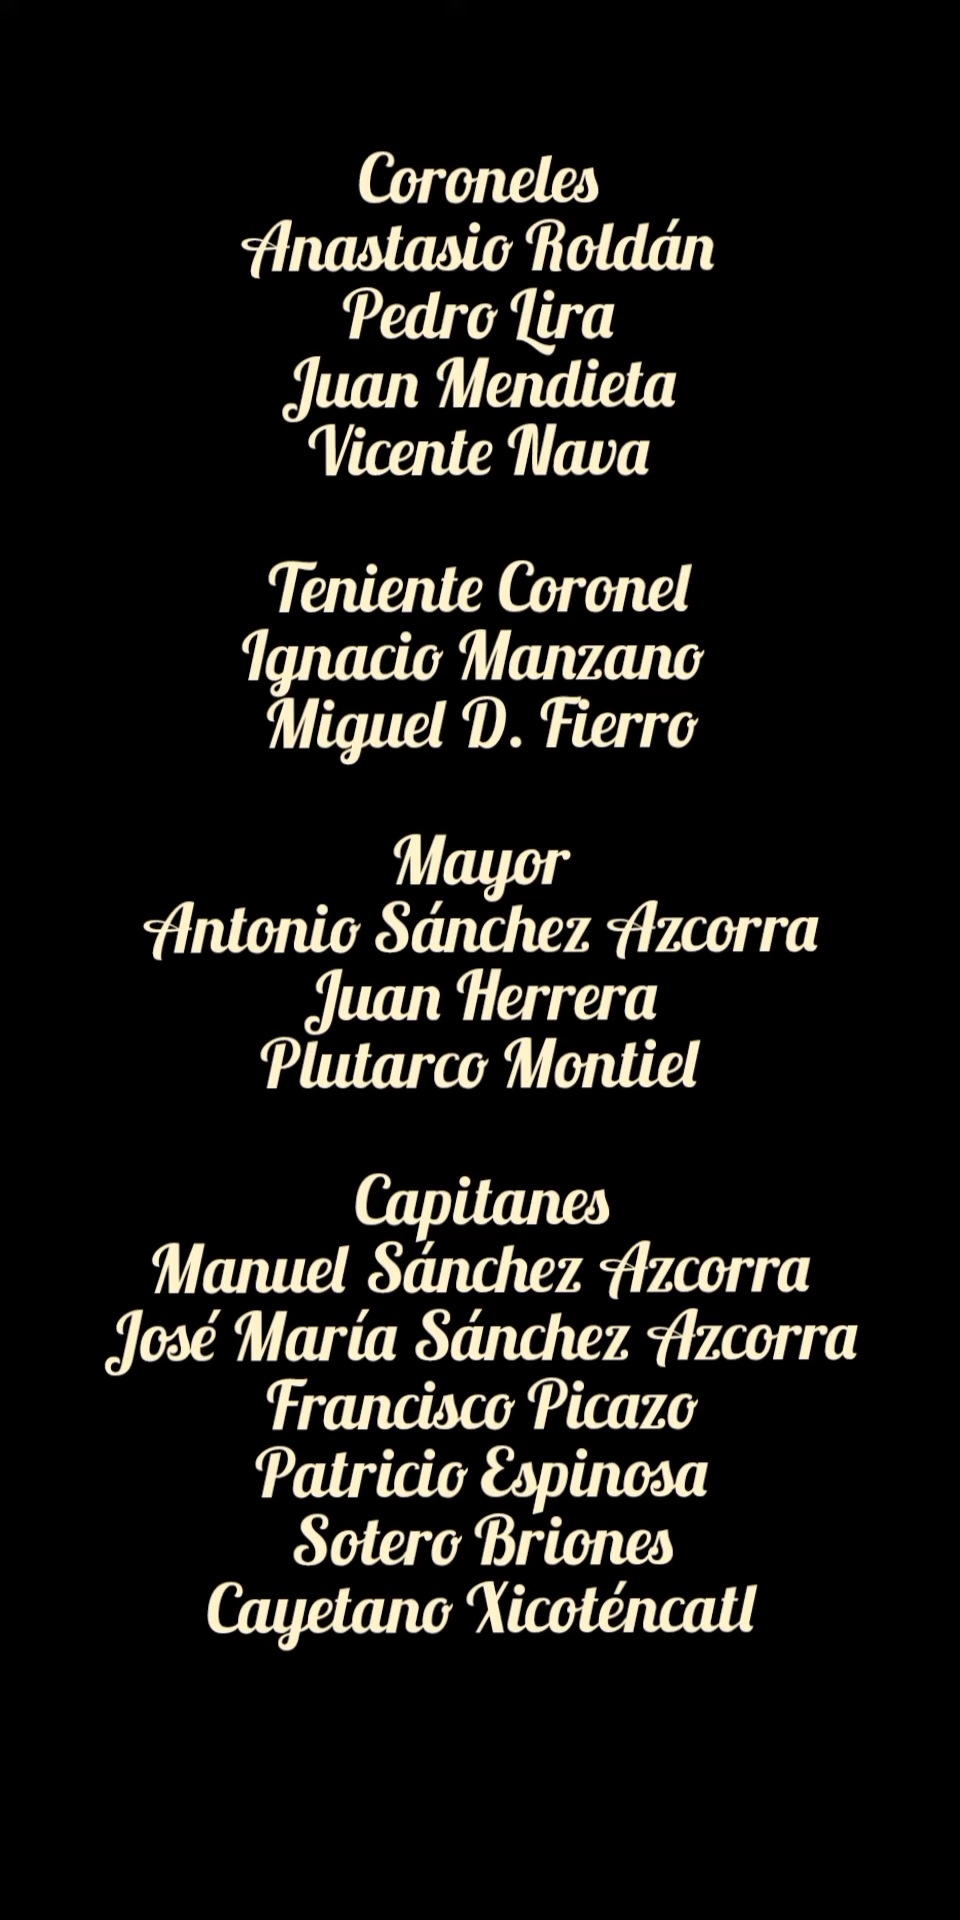 Coroneles
Anastasio Roldán
Pedro Lira
Juan Mendieta
Vicente Nava
Teniente Coronel
Ignacio Manzano
Miguel D. Fierro
Mayor
Antonio Sánchez Azcorra
Juan Herrera
Plutarco Montiel
Capitanes
Manuel Sánchez Azcorra
José María Sánchez Azcorra
Francisco Picazo
Patricio Espinosa
Sotero Briones
Cayetano Xicoténcatl